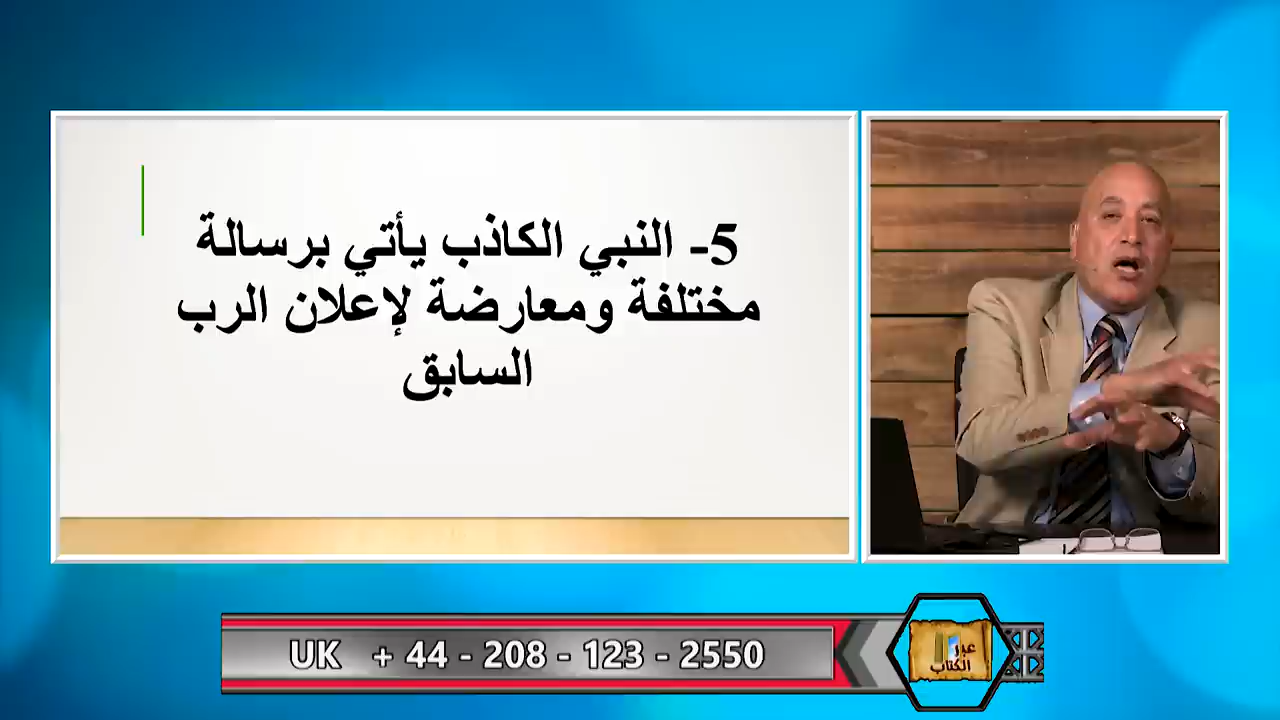 5- النبي الكاذب يأتي برسالة
مختلفة ومعارضة لإعلان الرب
السابق
UK + 44 - 208 - 123 - 2550
عبر
الكتاب